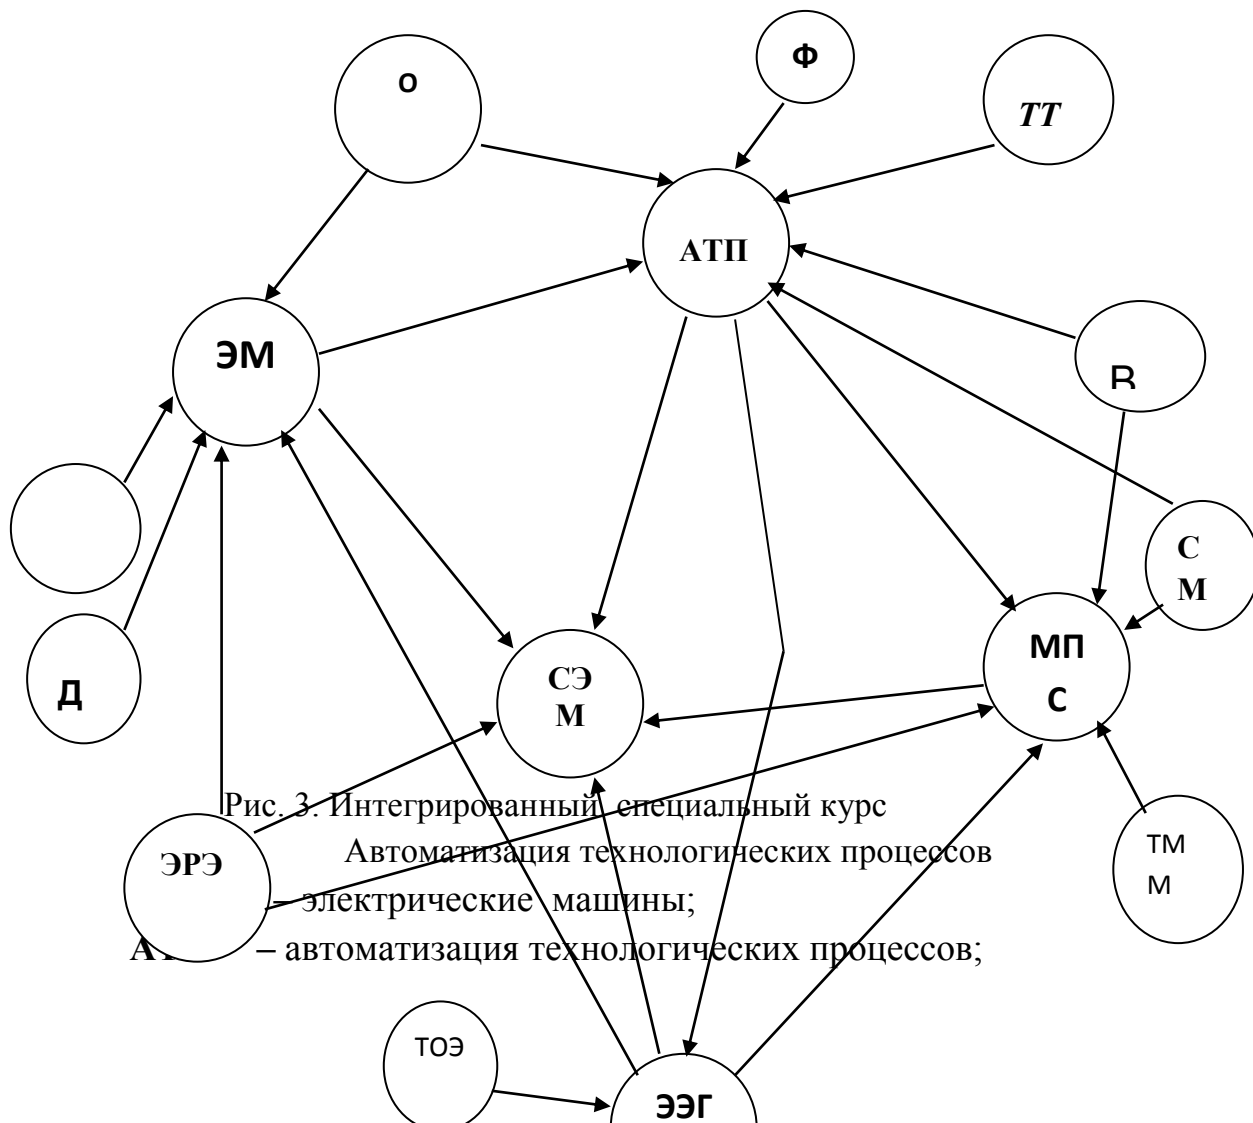 О
Ф
ТТ
АТП
ЭМ
В
С
М
Д
СЭ
М
МП
С
Рис. 3. Интегрированный специальный курс
Автоматизация технологических процессов
ЭРЭ
ТМ
М
– электрические машины;
– автоматизация технологических процессов;
ТОЭ
ЭЭГ